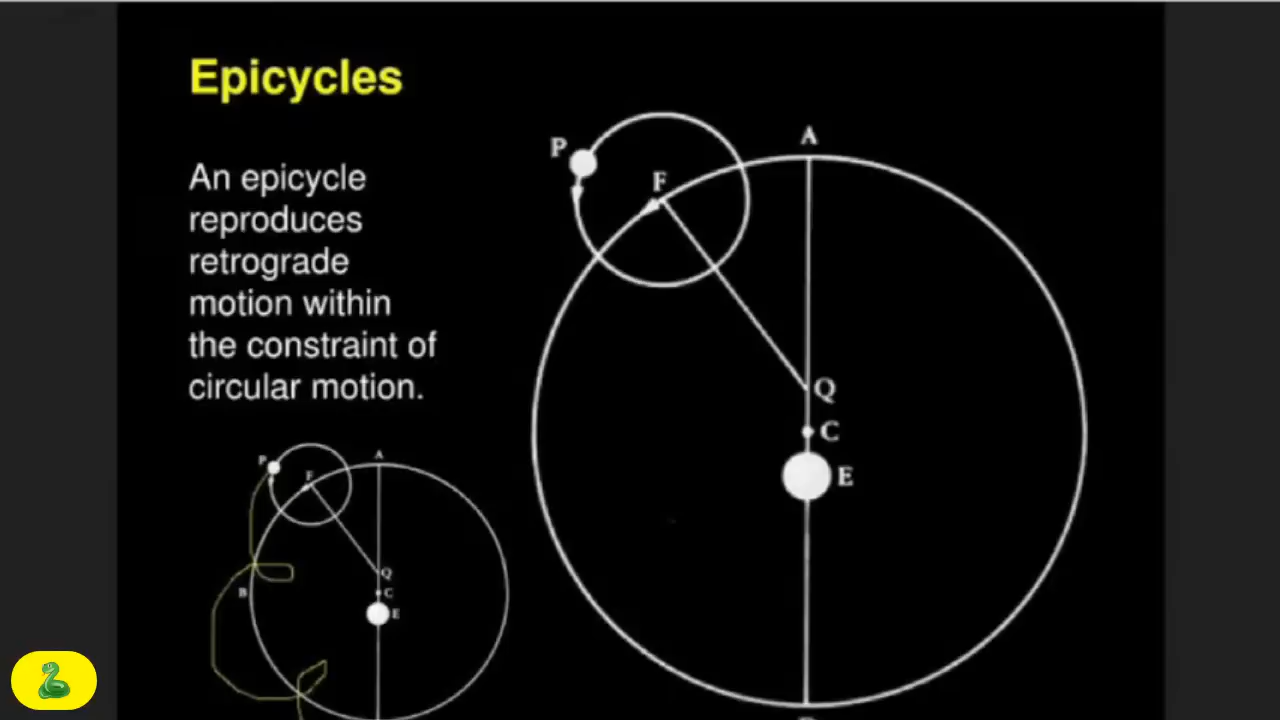 Epicycles
An epicycle
reproduces
retrograde
motion within
the constraint of
circular motion.
P
F
A
Q
C
E
P
F
A
Q
C
E
B